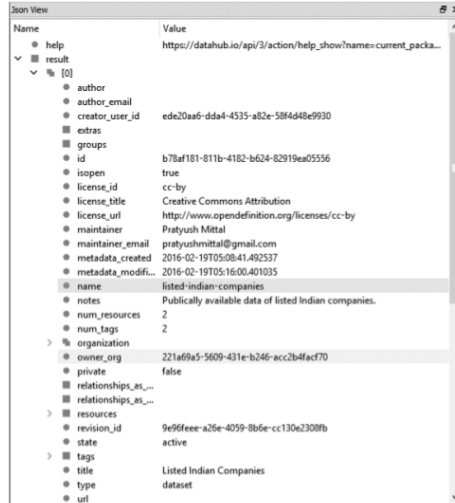 Json View
Name Value
help https://datahub.io/api/3/action/help_show?name=current_packa...
result
[0]
author
author_email
creator_user_id ede20aa6-dda4-4535-a82e-58f4d48e9930
extras
groups
id b78af181-811b-4182-b624-82919ea05556
isopen true
license_id cc-by
license_title Creative Commons Attribution
license_url http://www.opendefinition.org/licenses/cc-by
maintainer Pratyush Mittal
maintainer_email pratyushmittal@gmail.com
metadata_created 2016-02-19T05:08:41.492537
metadata_modifi... 2016-02-19T05:16:00.401035
name listed-indian-companies
notes Publically available data of listed Indian companies.
num_resources 2
num_tags 2
organization
owner_org 221a69a5-5609-431e-b246-acc2b4facf70
private false
relationships_as_...
relationships_as_...
resources
revision_id 9e96feee-a26e-4059-8b6e-cc130e2308fb
state active
tags
title Listed Indian Companies
type dataset
url